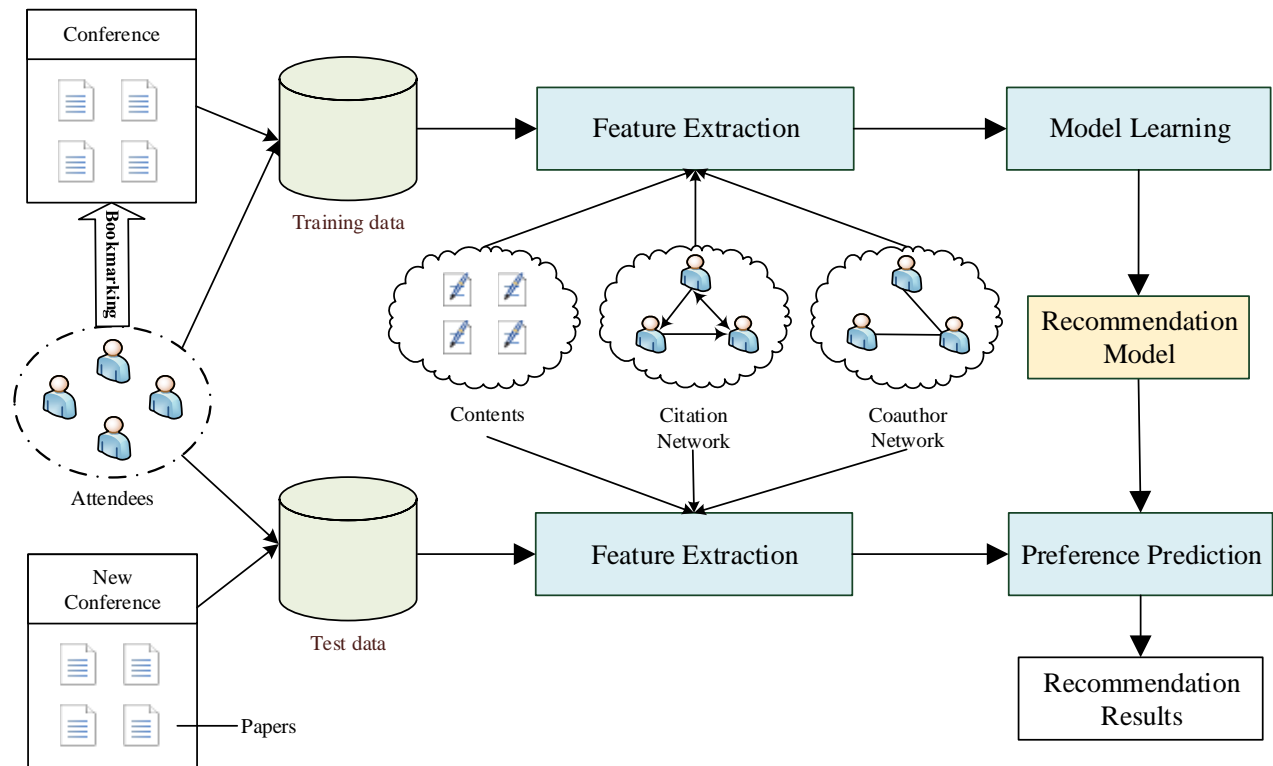 Conference
Feature Extraction
Model Learning
Training data
Bookmarking
Recommendation
Model
Contents
Citation
Network
Coauthor
Network
Attendees
Feature Extraction
Preference Prediction
New
Conference
Test data
Recommendation
Results
Papers